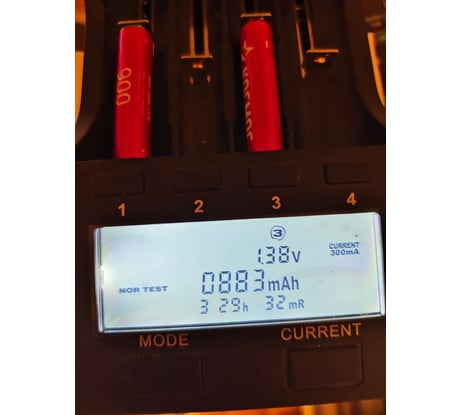 900
1
2
3
4
3
1.38v
CURRENT
300mA
NOR TEST
0883mAh
3 29h 32mR
MODE
CURRENT